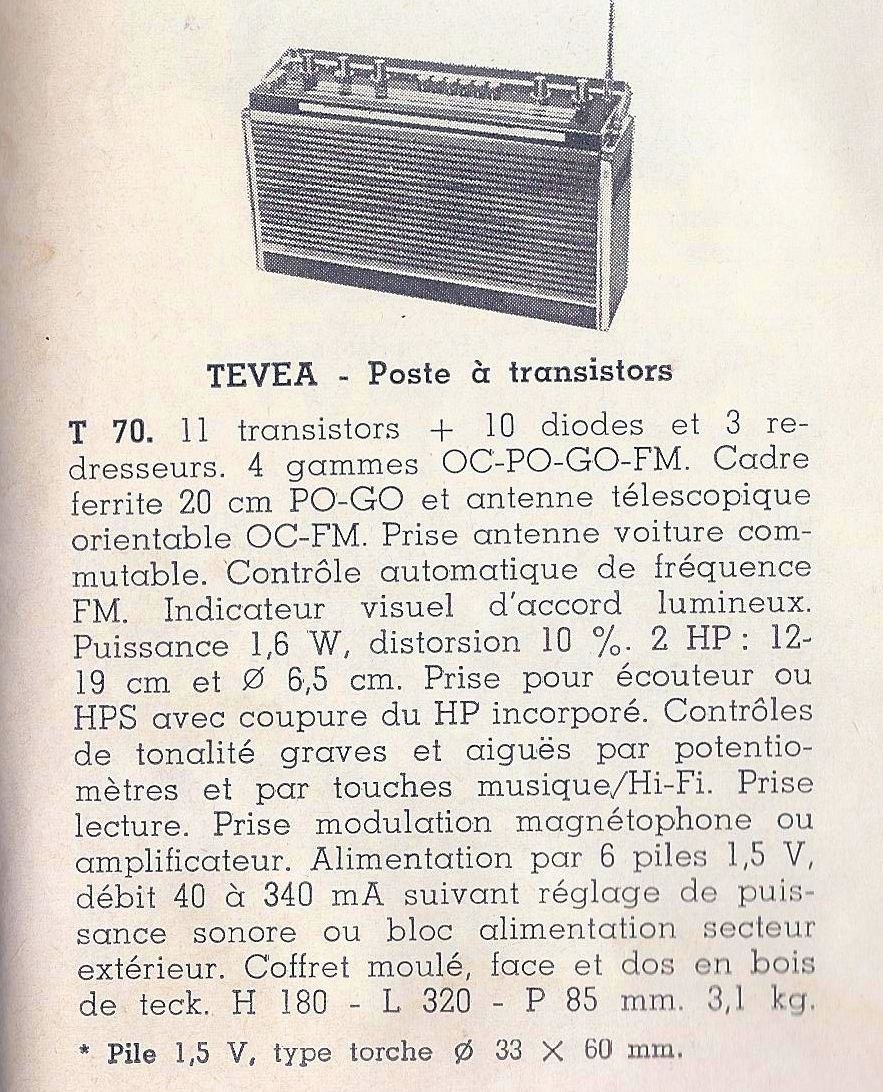 TEVEA - Poste à transistors
T 70. 11 transistors + 10 diodes et 3 re-
dresseurs. 4 gammes OC-PO-GO-FM. Cadre
ferrite 20 cm PO-GO et antenne télescopique
orientable OC-FM. Prise antenne voiture com-
mutable. Contrôle automatique de fréquence
FM. Indicateur visuel d'accord lumineux.
Puissance 1,6 W, distorsion 10 %. 2 HP : 12-
19 cm et Ø 6,5 cm. Prise pour écouteur ou
HPS avec coupure du HP incorporé. Contrôles
de tonalité graves et aiguës par potentio-
mètres et par touches musique/Hi-Fi. Prise
lecture. Prise modulation magnétophone ou
amplificateur. Alimentation par 6 piles 1,5 V,
débit 40 à 340 mA suivant réglage de puis-
sance sonore ou bloc alimentation secteur
extérieur. Coffret moulé, face et dos en bois
de teck. H 180 - L 320 - P 85 mm. 3,1 kg.
* Pile 1,5 V, type torche Ø 33 X 60 mm.